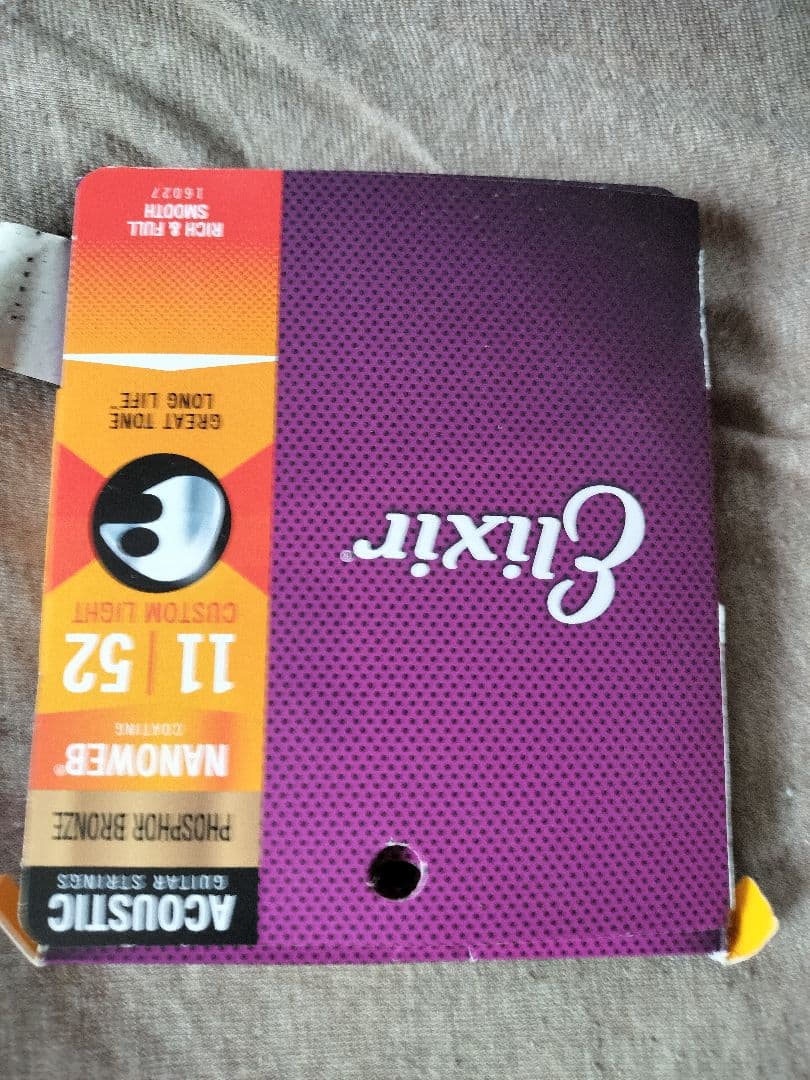 ACOUSTIC
GUITAR STRINGS
PHOSPHOR BRONZE
NANOWEB®
COATING
11 | 52
CUSTOM LIGHT
GREAT TONE
LONG LIFE™
RICH & FULL
SMOOTH
16027
Elixir®